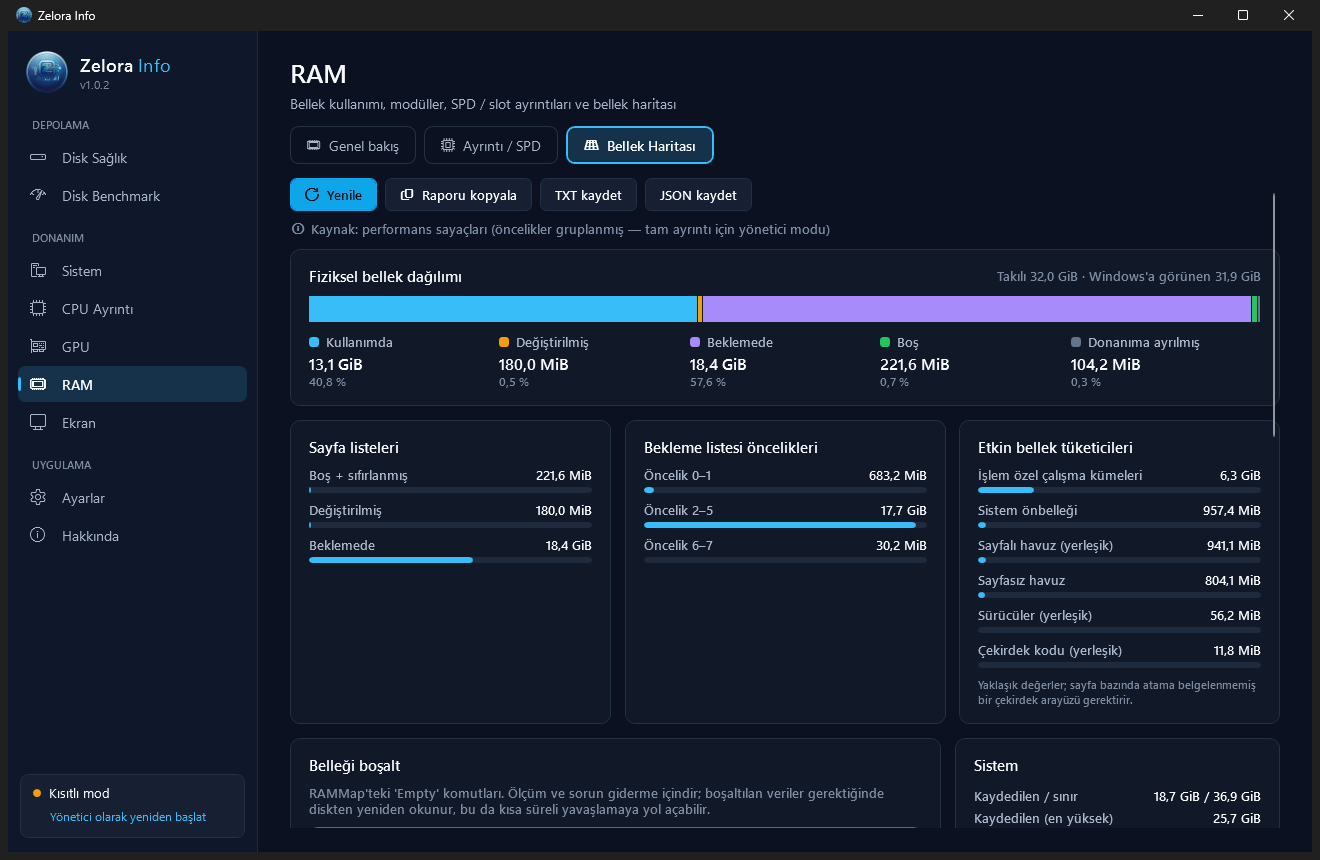 Zelora Info
Zelora Info
v1.0.2
DEPOLAMA
Disk Sağlık
Disk Benchmark
DONANIM
Sistem
CPU Ayrıntı
GPU
RAM
Ekran
UYGULAMA
Ayarlar
Hakkında
Kısıtlı mod
Yönetici olarak yeniden başlat
RAM
Bellek kullanımı, modüller, SPD / slot ayrıntıları ve bellek haritası
Genel bakış
Ayrıntı / SPD
Bellek Haritası
Yenile
Raporu kopyala
TXT kaydet
JSON kaydet
Kaynak: performans sayaçları (öncelikler gruplanmış — tam ayrıntı için yönetici modu)
Fiziksel bellek dağılımı
Takılı 32,0 GiB · Windows'a görünen 31,9 GiB
Kullanımda
13,1 GiB
40,8 %
Değiştirilmiş
180,0 MiB
0,5 %
Beklemede
18,4 GiB
57,6 %
Boş
221,6 MiB
0,7 %
Donanıma ayrılmış
104,2 MiB
0,3 %
Sayfa listeleri
Boş + sıfırlanmış 221,6 MiB
Değiştirilmiş 180,0 MiB
Beklemede 18,4 GiB
Bekleme listesi öncelikleri
Öncelik 0–1 683,2 MiB
Öncelik 2–5 17,7 GiB
Öncelik 6–7 30,2 MiB
Etkin bellek tüketicileri
İşlem özel çalışma kümeleri 6,3 GiB
Sistem önbelleği 957,4 MiB
Sayfalı havuz (yerleşik) 941,1 MiB
Sayfasız havuz 804,1 MiB
Sürücüler (yerleşik) 56,2 MiB
Çekirdek kodu (yerleşik) 11,8 MiB
Yaklaşık değerler; sayfa bazında atama belgelenmemiş
bir çekirdek arayüzü gerektirir.
Belleği boşalt
RAMMap'teki 'Empty' komutları. Ölçüm ve sorun giderme içindir; boşaltılan veriler gerektiğinde
diskten yeniden okunur, bu da kısa süreli yavaşlamaya yol açabilir.
Sistem
Kaydedilen / sınır 18,7 GiB / 36,9 GiB
Kaydedilen (en yüksek) 25,7 GiB